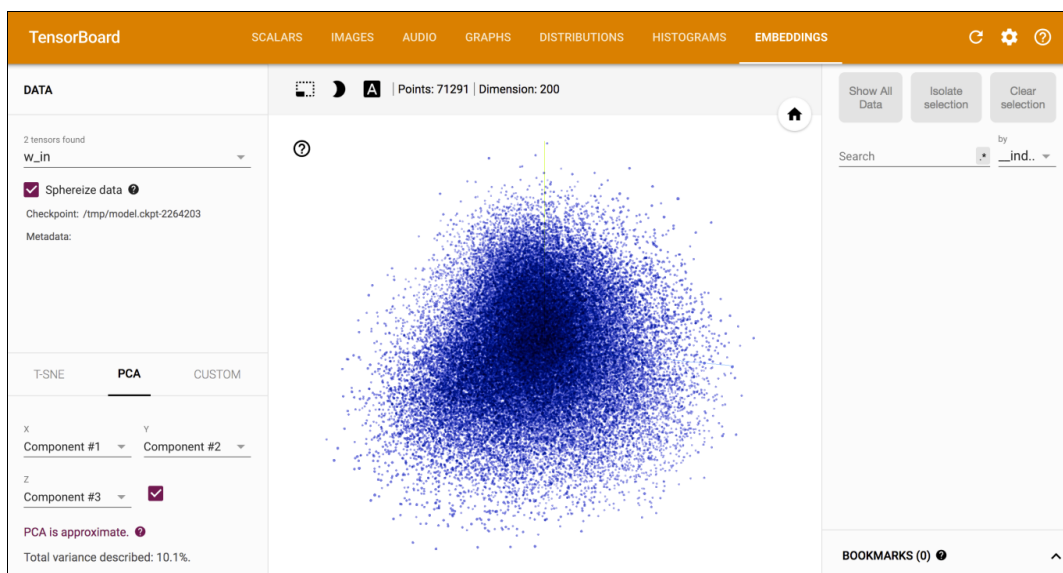 TensorBoard
SCALARS IMAGES AUDIO GRAPHS DISTRIBUTIONS HISTOGRAMS EMBEDDINGS
DATA
2 tensors found
w_in
Sphereize data
Checkpoint: /tmp/model.ckpt-2264203
Metadata:
T-SNE PCA CUSTOM
X Y
Component #1 Component #2
Z
Component #3
PCA is approximate.
Total variance described: 10.1%.
A
Points: 71291 | Dimension: 200
Show All Data
Isolate selection
Clear selection
by
Search .* __ind..
BOOKMARKS (0)